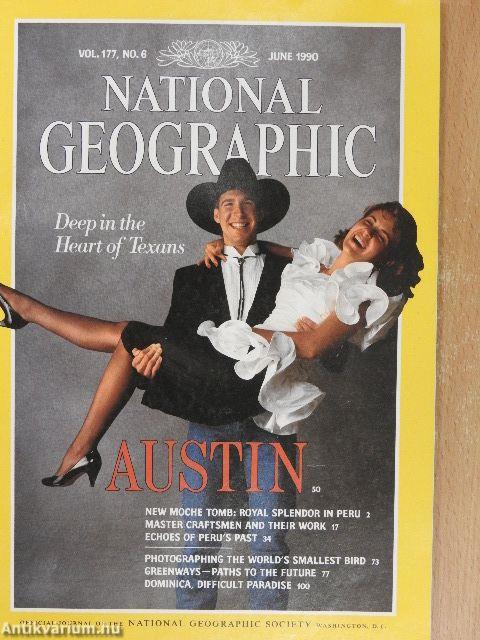 VOL. 177, NO. 6
JUNE 1990
NATIONAL
GEOGRAPHIC
Deep in the
Heart of Texans
AUSTIN 50
NEW MOCHE TOMB: ROYAL SPLENDOR IN PERU 2
MASTER CRAFTSMEN AND THEIR WORK 17
ECHOES OF PERU'S PAST 34
PHOTOGRAPHING THE WORLD'S SMALLEST BIRD 73
GREENWAYS—PATHS TO THE FUTURE 77
DOMINICA, DIFFICULT PARADISE 100
OFFICIAL JOURNAL OF THE NATIONAL GEOGRAPHIC SOCIETY WASHINGTON, D.C.
Antikvarium.hu